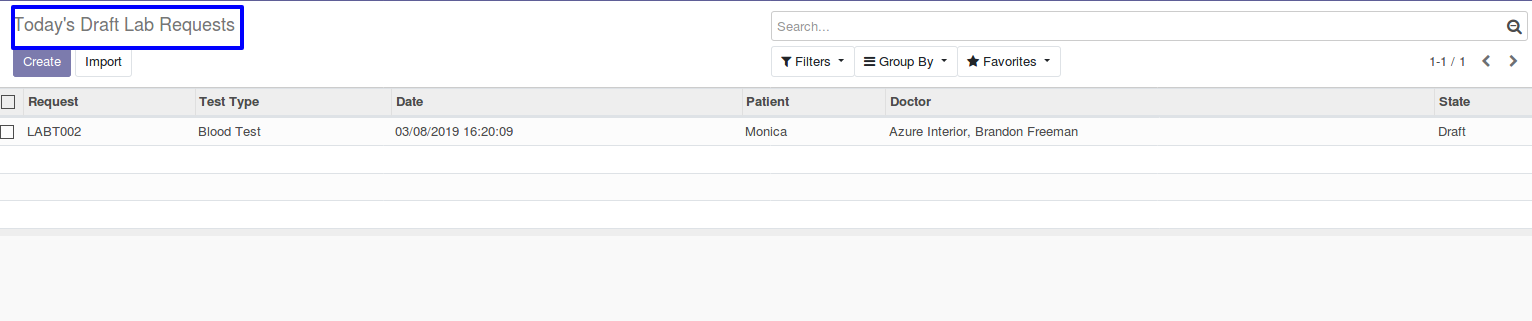 Today's Draft Lab Requests
Search...
Create Import
Filters Group By Favorites 1-1 / 1
Request Test Type Date Patient Doctor State
LABT002 Blood Test 03/08/2019 16:20:09 Monica Azure Interior, Brandon Freeman Draft